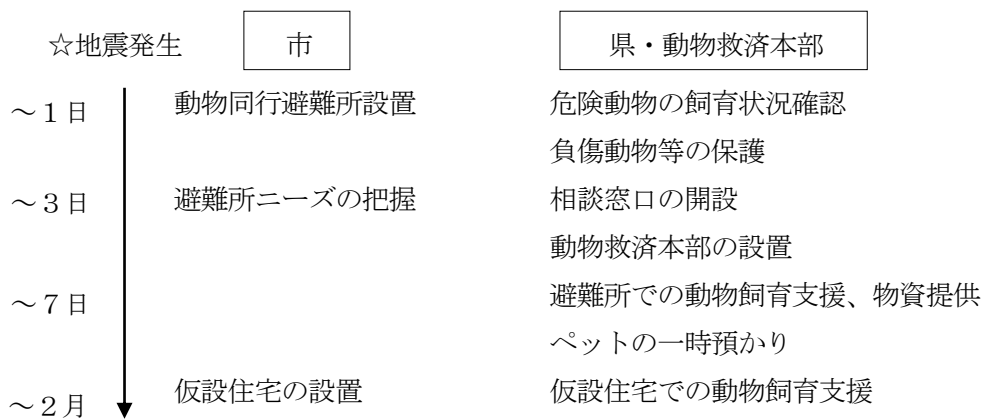 ☆地震発生 市 県・動物救済本部
～１日 動物同行避難所設置 危険動物の飼育状況確認
負傷動物等の保護
～３日 避難所ニーズの把握 相談窓口の開設
動物救済本部の設置
～７日 避難所での動物飼育支援、物資提供
ペットの一時預かり
～２月 仮設住宅の設置 仮設住宅での動物飼育支援